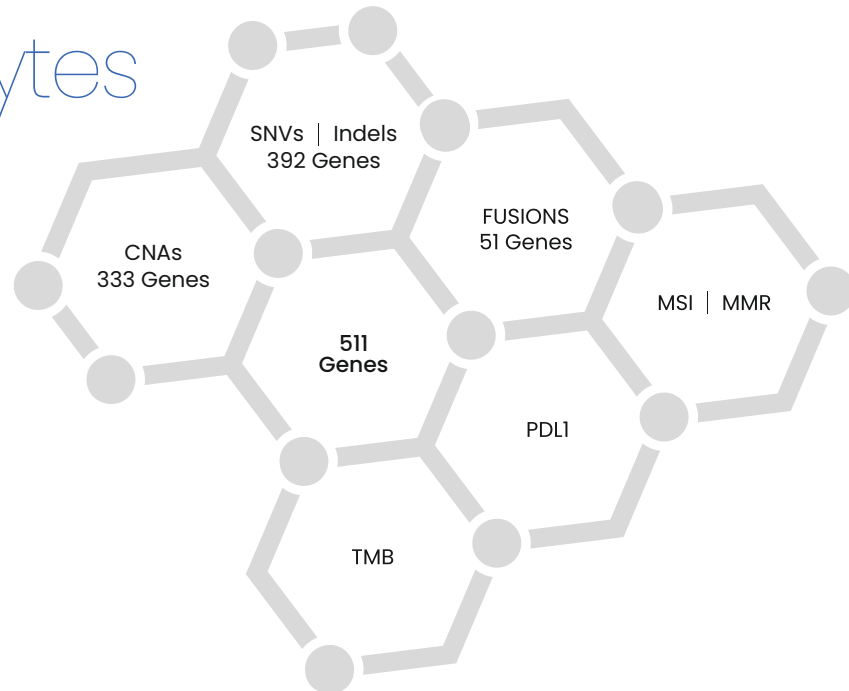 ytes
SNVs | Indels
392 Genes
FUSIONS
51 Genes
CNAs
333 Genes
MSI | MMR
511
Genes
PDL1
TMB